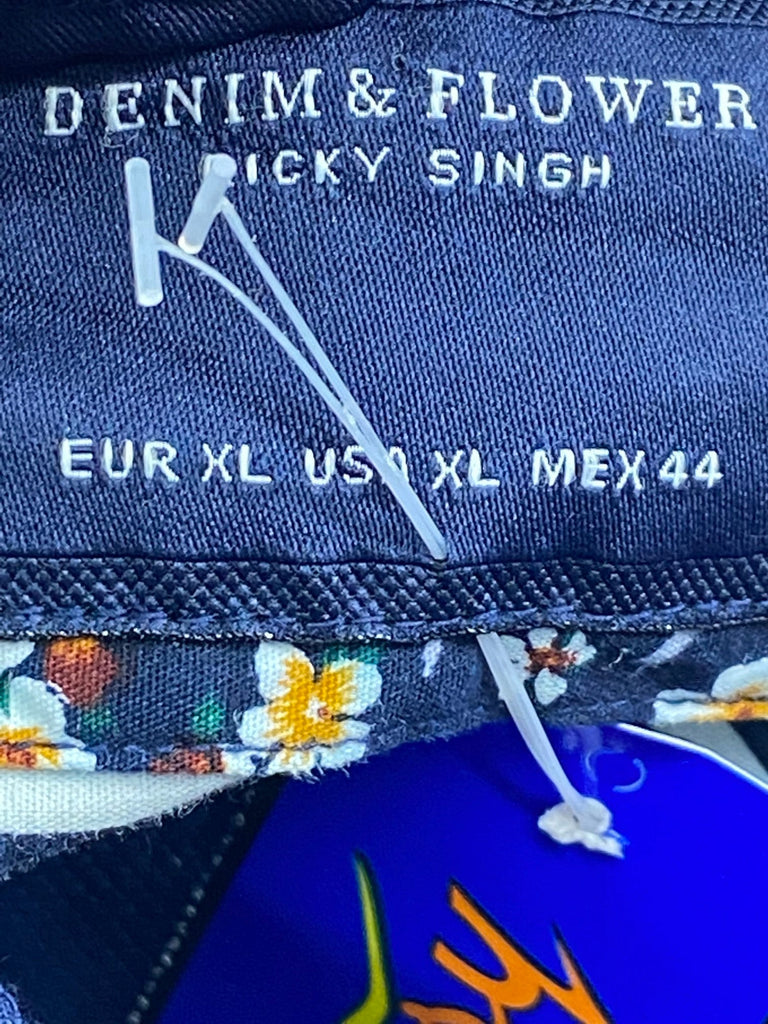 DENIM & FLOWER
SINGH
EUR XL USA XL MEX 44